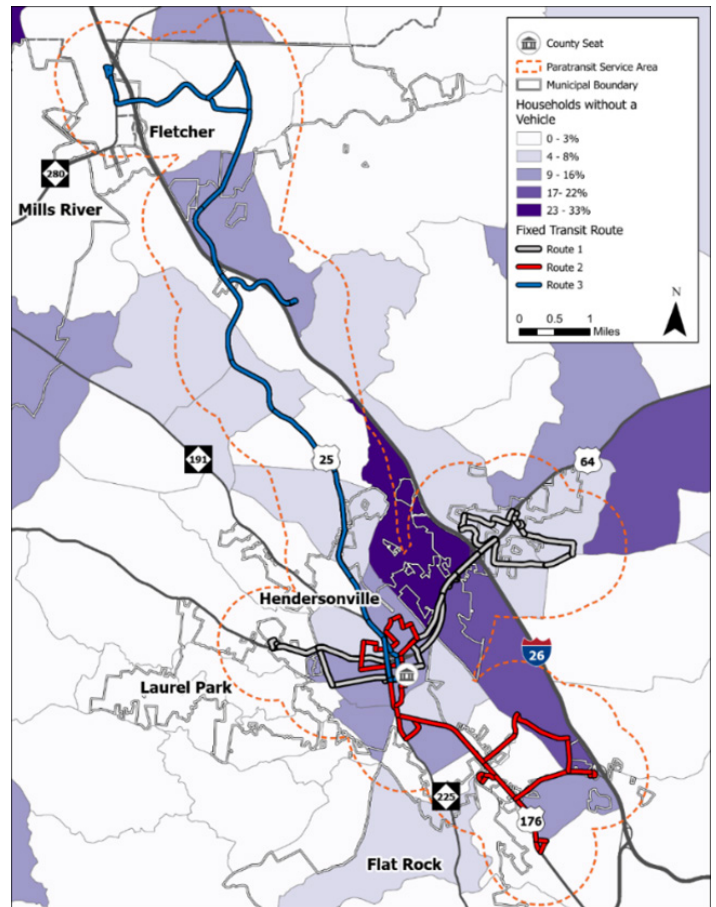 County Seat
Paratransit Service Area
Municipal Boundary
Households without a
Vehicle
0 - 3%
4 - 8%
9 - 16%
17- 22%
23 - 33%
Fixed Transit Route
Route 1
Route 2
Route 3
0 0.5 1
Miles
N
Fletcher
280
Mills River
191
25
64
Hendersonville
26
Laurel Park
225
176
Flat Rock